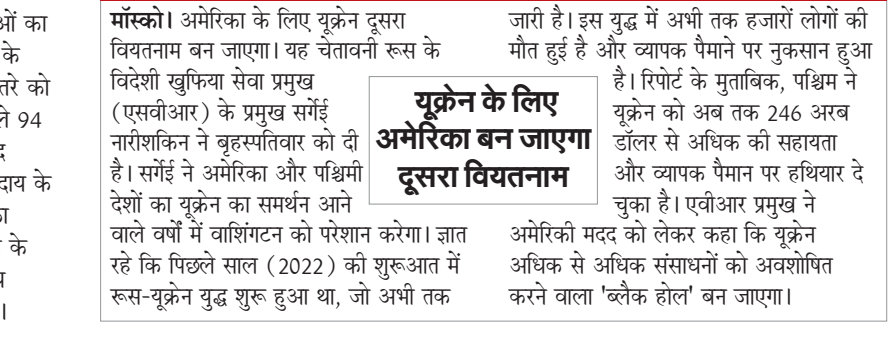 ओं का
के
तरे को
ले 94
दाय के
के
।
मॉस्को। अमेरिका के लिए यूक्रेन दूसरा
वियतनाम बन जाएगा। यह चेतावनी रूस के
विदेशी खुफिया सेवा प्रमुख
(एसवीआर) के प्रमुख सर्गेई
नारीशकिन ने बृहस्पतिवार को दी
है। सर्गेई ने अमेरिका और पश्चिमी
देशों का यूक्रेन का समर्थन आने
वाले वर्षों में वाशिंगटन को परेशान करेगा। ज्ञात
रहे कि पिछले साल (2022) की शुरूआत में
रूस-यूक्रेन युद्ध शुरू हुआ था, जो अभी तक
यूक्रेन के लिए
अमेरिका बन जाएगा
दूसरा वियतनाम
जारी है। इस युद्ध में अभी तक हजारों लोगों की
मौत हुई है और व्यापक पैमाने पर नुकसान हुआ
है। रिपोर्ट के मुताबिक, पश्चिम ने
यूक्रेन को अब तक 246 अरब
डॉलर से अधिक की सहायता
और व्यापक पैमान पर हथियार दे
चुका है। एवीआर प्रमुख ने
अमेरिकी मदद को लेकर कहा कि यूक्रेन
अधिक से अधिक संसाधनों को अवशोषित
करने वाला 'ब्लैक होल' बन जाएगा।